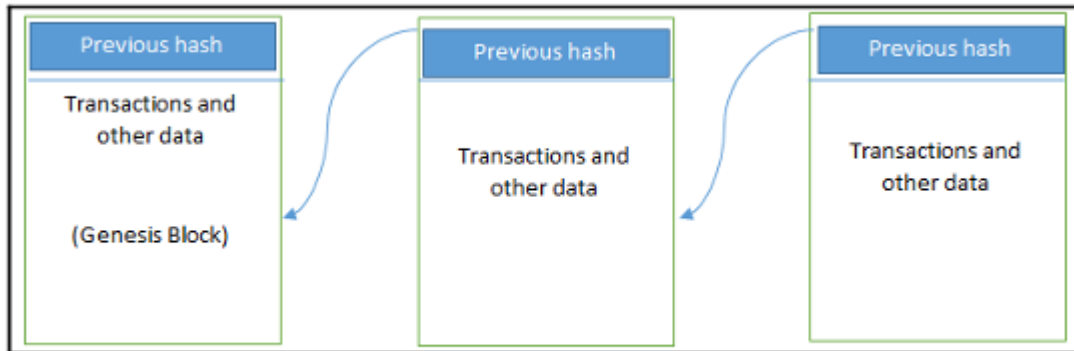 Previous hash
Transactions and
other data
(Genesis Block)
Previous hash
Transactions and
other data
Previous hash
Transactions and
other data